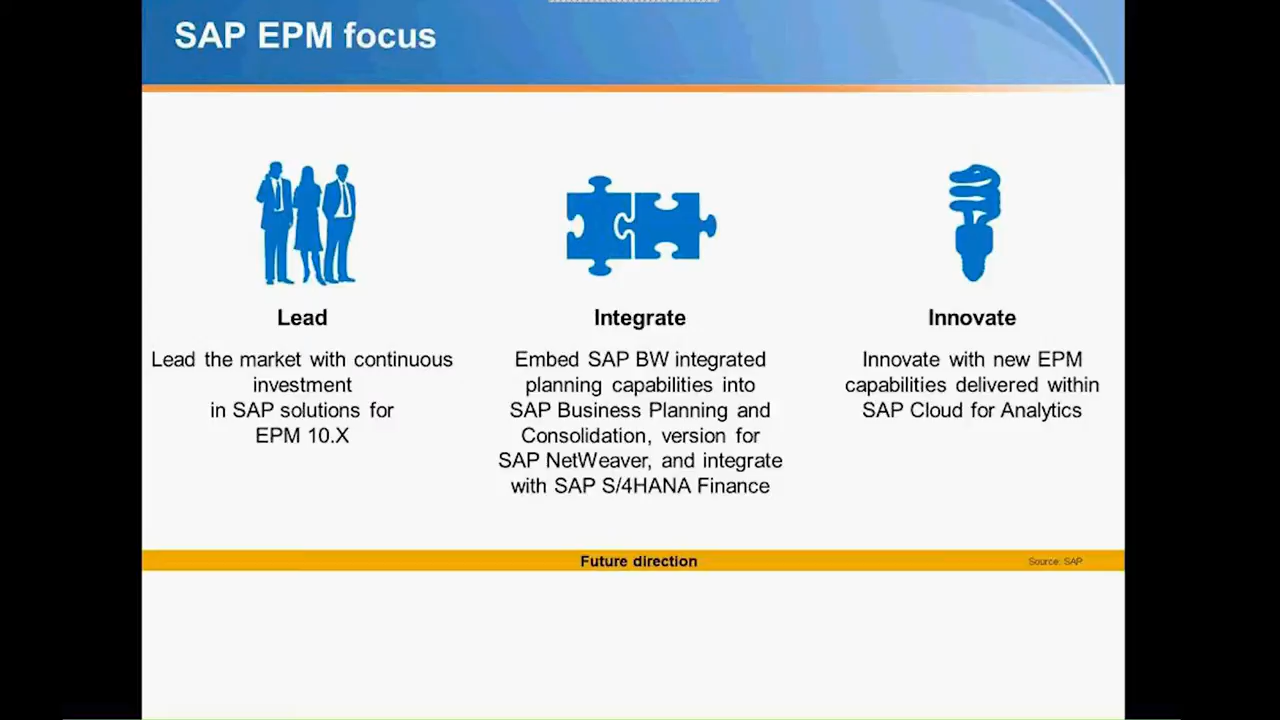 SAP EPM focus
Lead
Lead the market with continuous
investment
in SAP solutions for
EPM 10.X
Integrate
Embed SAP BW integrated
planning capabilities into
SAP Business Planning and
Consolidation, version for
SAP NetWeaver, and integrate
with SAP S/4HANA Finance
Innovate
Innovate with new EPM
capabilities delivered within
SAP Cloud for Analytics
Future direction
Source: SAP